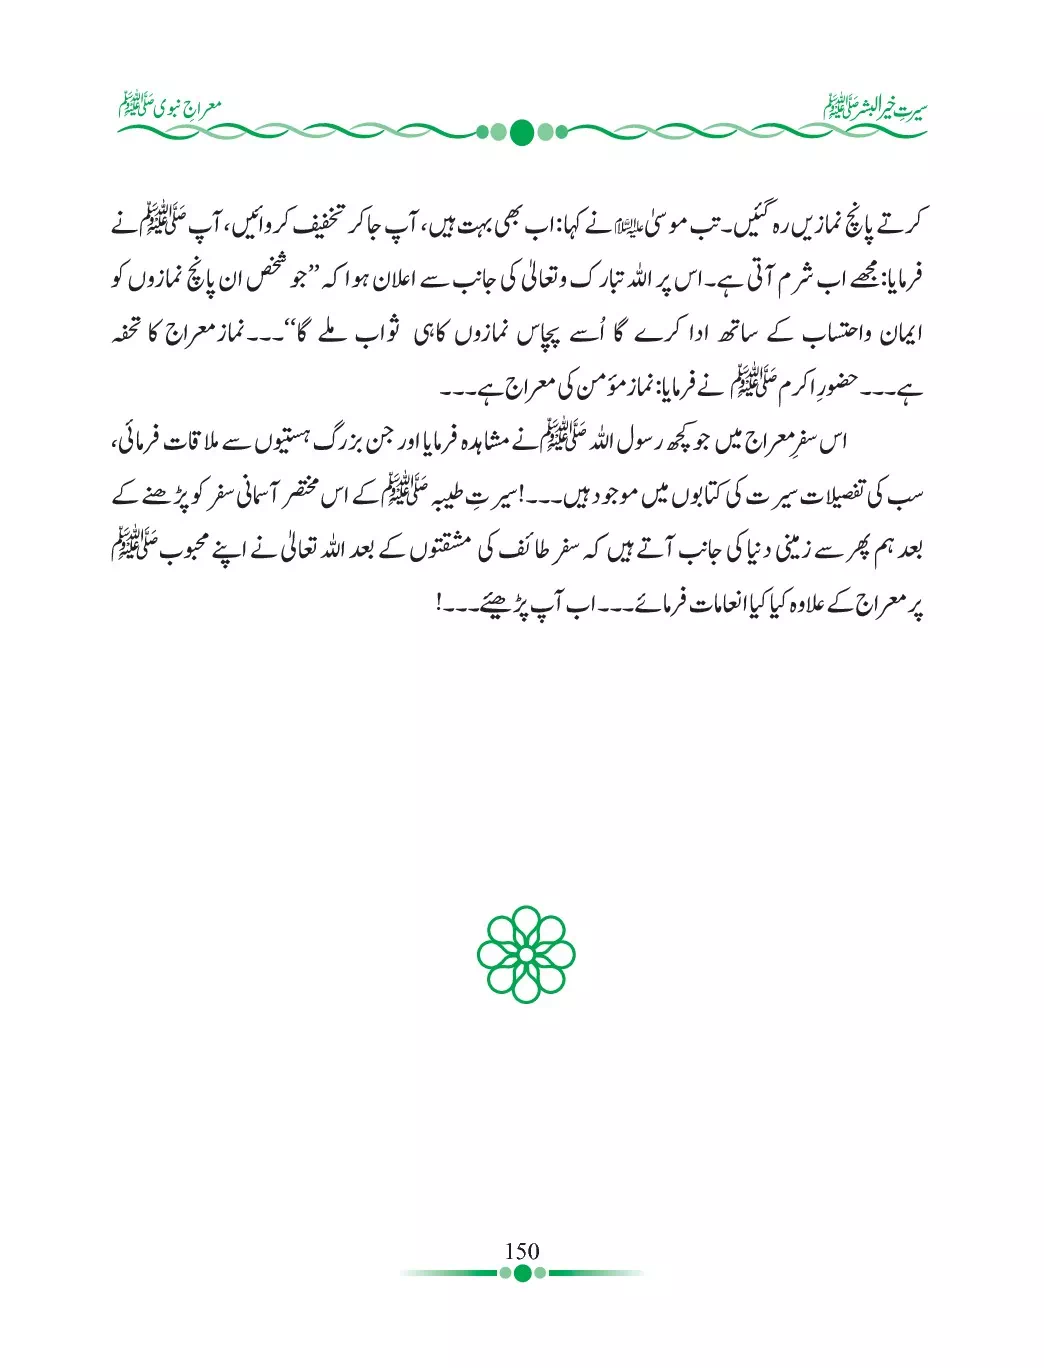 سیرتِ خیر البشر ﷺ
معراجِ نبوی ﷺ
کرتے پانچ نمازیں رہ گئیں۔ تب موسیٰ علیہ السلام نے کہا: اب بھی بہت ہیں، آپ جا کر تخفیف کروائیں، آپ ﷺ نے
فرمایا: مجھے اب شرم آتی ہے۔ اس پر اللہ تبارک وتعالیٰ کی جانب سے اعلان ہوا کہ ”جو شخص ان پانچ نمازوں کو
ایمان واحتساب کے ساتھ ادا کرے گا اُسے پچاس نمازوں کا ہی ثواب ملے گا“۔۔۔ نماز معراج کا تحفہ
ہے۔۔۔ حضورِ اکرم ﷺ نے فرمایا: نماز مؤمن کی معراج ہے۔۔۔
اس سفرِ معراج میں جو کچھ رسول اللہ ﷺ نے مشاہدہ فرمایا اور جن بزرگ ہستیوں سے ملاقات فرمائی،
سب کی تفصیلات سیرت کی کتابوں میں موجود ہیں۔۔۔! سیرتِ طیبہ ﷺ کے اس مختصر آسمانی سفر کو پڑھنے کے
بعد ہم پھر سے زمینی دنیا کی جانب آتے ہیں کہ سفر طائف کی مشقتوں کے بعد اللہ تعالیٰ نے اپنے محبوب ﷺ
پر معراج کے علاوہ کیا کیا انعامات فرمائے۔۔۔ اب آپ پڑھیئے۔۔۔!
150